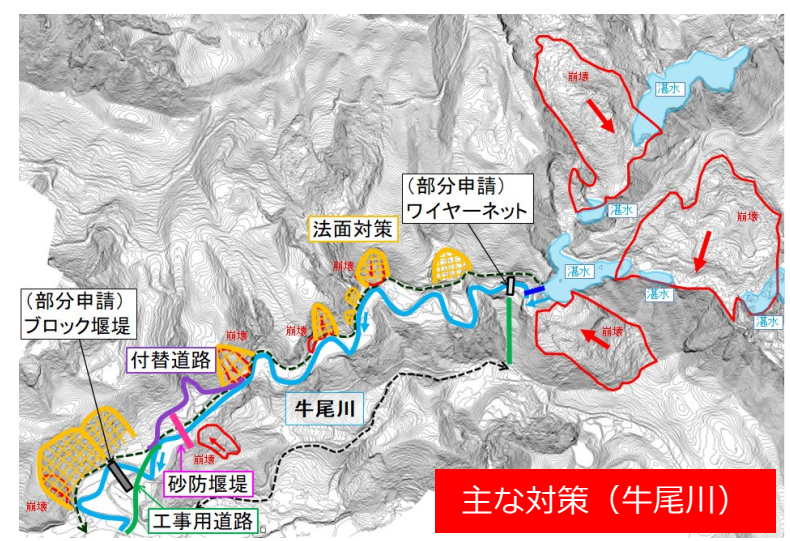 崩壊
湛水
（部分申請）
ワイヤーネット
湛水
崩壊
法面対策
崩壊
湛水
湛水
（部分申請）
ブロック堰堤
湛水
崩壊
崩壊
崩壊
付替道路
牛尾川
崩壊
砂防堰堤
崩壊
工事用道路
主な対策（牛尾川）